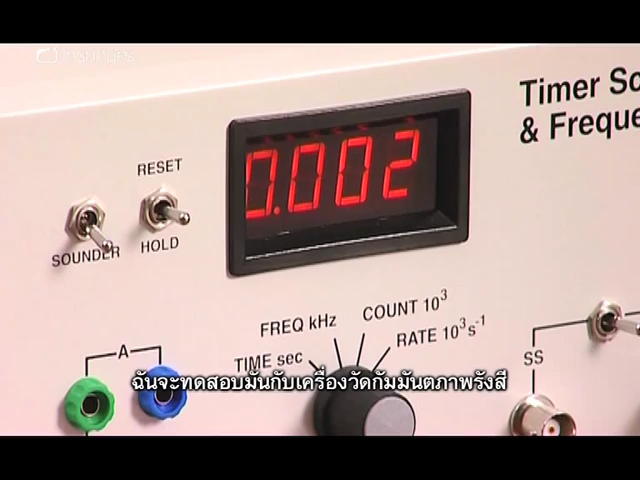 Timer Sc
& Freque
0.002
RESET
SOUNDER
HOLD
FREQ kHz
COUNT 10³
RATE 10³s⁻¹
TIME sec
A
SS
ฉันจะทดสอบมันกับเครื่องวัดกัมมันตภาพรังสี